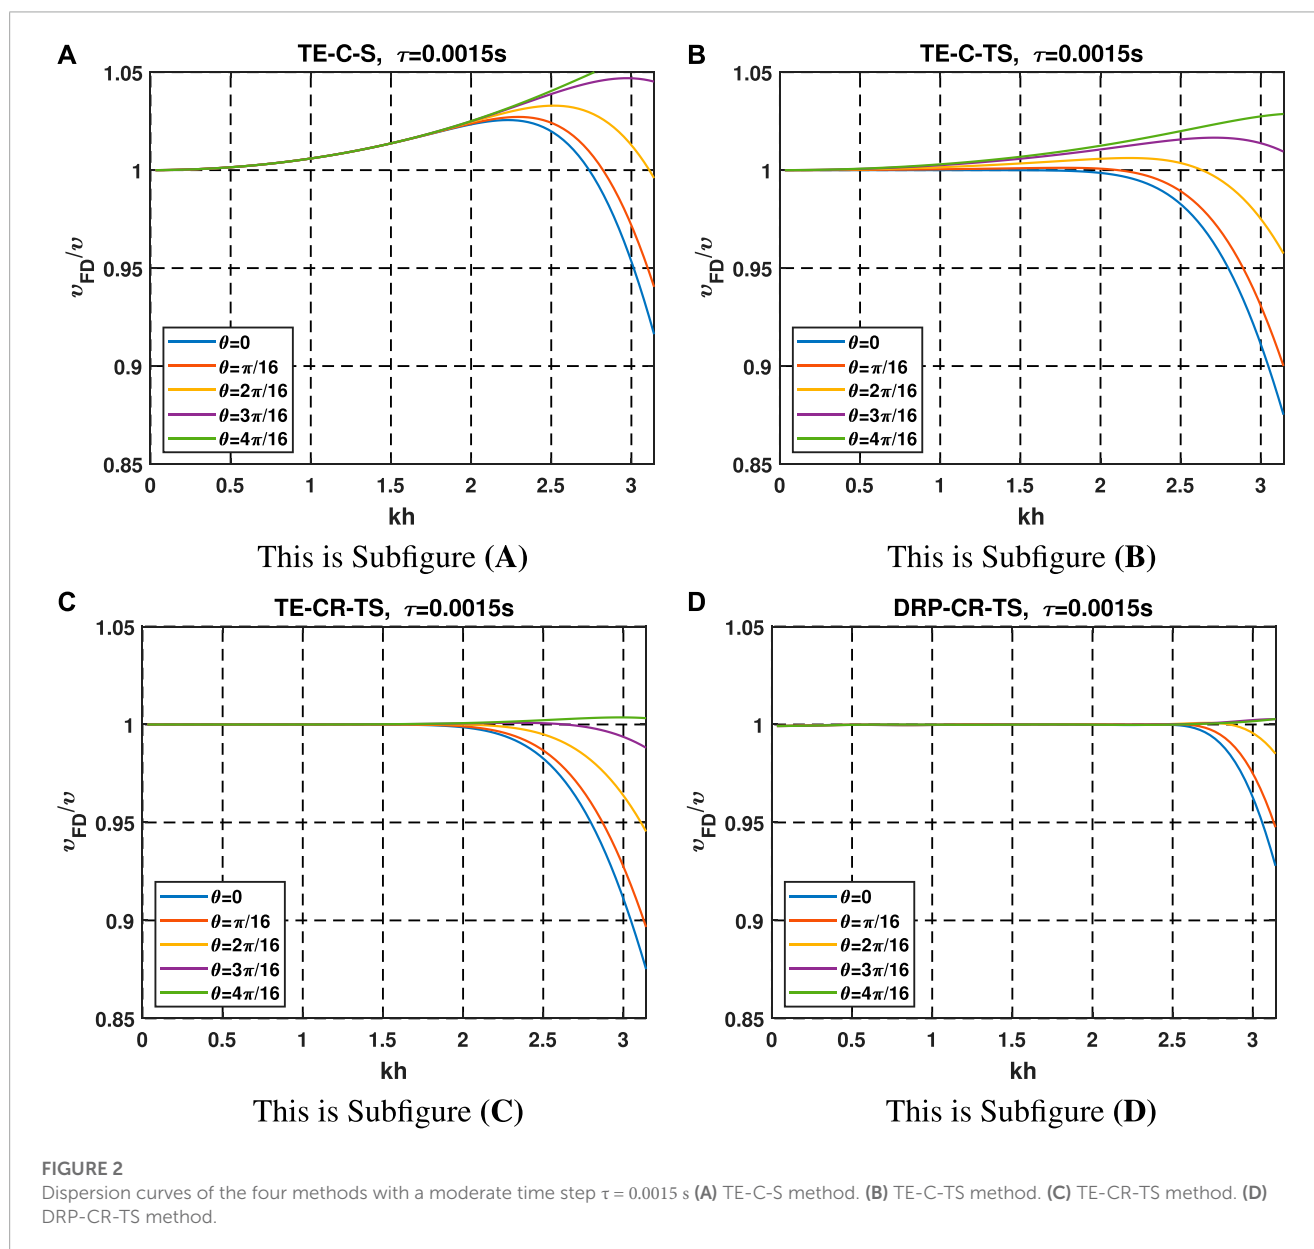 A
TE-C-S, τ=0.0015s
1.05
1
0.95
0.9
0.85
v_FD/v
θ=0
θ=π/16
θ=2π/16
θ=3π/16
θ=4π/16
0 0.5 1 1.5 2 2.5 3
kh
This is Subfigure (A)
B
TE-C-TS, τ=0.0015s
1.05
1
0.95
0.9
0.85
v_FD/v
θ=0
θ=π/16
θ=2π/16
θ=3π/16
θ=4π/16
0 0.5 1 1.5 2 2.5 3
kh
This is Subfigure (B)
C
TE-CR-TS, τ=0.0015s
1.05
1
0.95
0.9
0.85
v_FD/v
θ=0
θ=π/16
θ=2π/16
θ=3π/16
θ=4π/16
0 0.5 1 1.5 2 2.5 3
kh
This is Subfigure (C)
D
DRP-CR-TS, τ=0.0015s
1.05
1
0.95
0.9
0.85
v_FD/v
θ=0
θ=π/16
θ=2π/16
θ=3π/16
θ=4π/16
0 0.5 1 1.5 2 2.5 3
kh
This is Subfigure (D)
FIGURE 2
Dispersion curves of the four methods with a moderate time step τ = 0.0015 s (A) TE-C-S method. (B) TE-C-TS method. (C) TE-CR-TS method. (D)
DRP-CR-TS method.